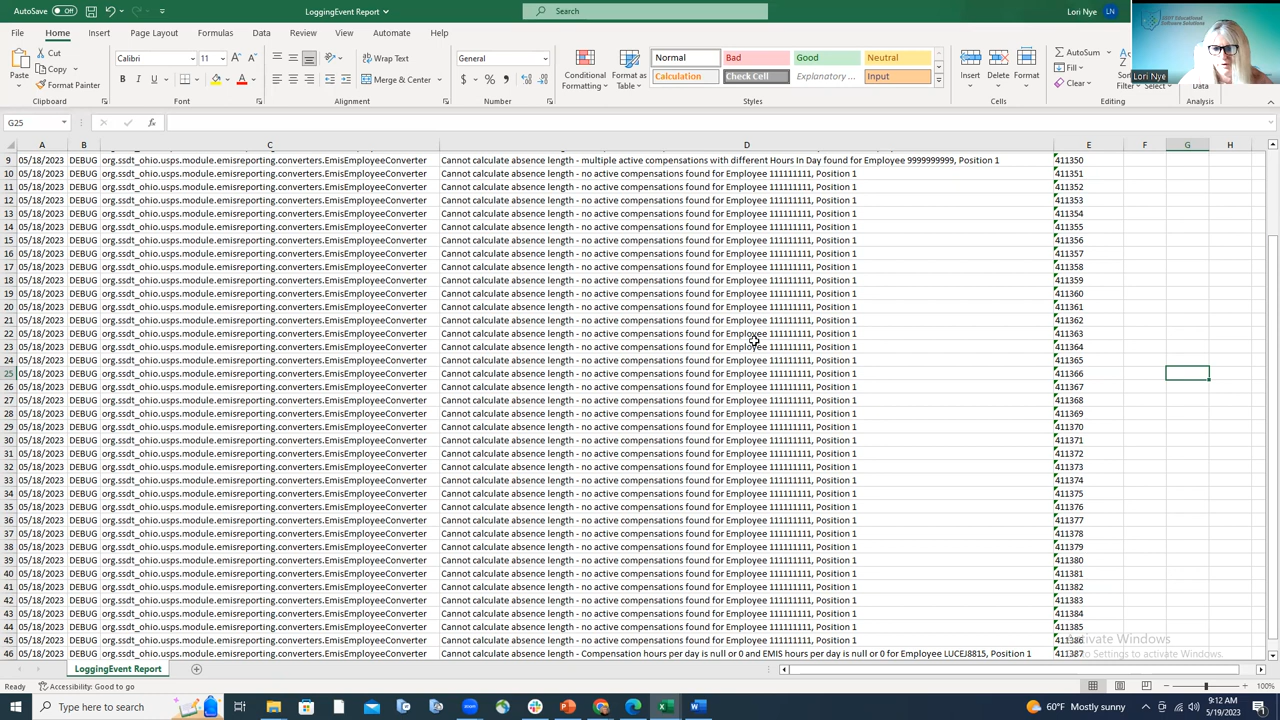 AutoSave Off LoggingEvent Report Search Lori Nye LN
File Home Insert Page Layout Formulas Data Review View Automate Help
SSDT Educational Software Solutions
Lori Nye
Paste Cut Copy Format Painter Clipboard
Calibri 11 Font
Wrap Text Merge & Center Alignment
General Number
Conditional Formatting Format as Table
Normal Bad Good Neutral
Calculation Check Cell Explanatory ... Input
Styles
Insert Delete Format Cells
AutoSum Fill Clear Editing
Data Analysis
G25
A B C D E F G H
9 05/18/2023 DEBUG org.ssdt_ohio.usps.module.emisreporting.converters.EmisEmployeeConverter Cannot calculate absence length - multiple active compensations with different Hours In Day found for Employee 9999999999, Position 1 411350
10 05/18/2023 DEBUG org.ssdt_ohio.usps.module.emisreporting.converters.EmisEmployeeConverter Cannot calculate absence length - no active compensations found for Employee 111111111, Position 1 411351
11 05/18/2023 DEBUG org.ssdt_ohio.usps.module.emisreporting.converters.EmisEmployeeConverter Cannot calculate absence length - no active compensations found for Employee 111111111, Position 1 411352
12 05/18/2023 DEBUG org.ssdt_ohio.usps.module.emisreporting.converters.EmisEmployeeConverter Cannot calculate absence length - no active compensations found for Employee 111111111, Position 1 411353
13 05/18/2023 DEBUG org.ssdt_ohio.usps.module.emisreporting.converters.EmisEmployeeConverter Cannot calculate absence length - no active compensations found for Employee 111111111, Position 1 411354
14 05/18/2023 DEBUG org.ssdt_ohio.usps.module.emisreporting.converters.EmisEmployeeConverter Cannot calculate absence length - no active compensations found for Employee 111111111, Position 1 411355
15 05/18/2023 DEBUG org.ssdt_ohio.usps.module.emisreporting.converters.EmisEmployeeConverter Cannot calculate absence length - no active compensations found for Employee 111111111, Position 1 411356
16 05/18/2023 DEBUG org.ssdt_ohio.usps.module.emisreporting.converters.EmisEmployeeConverter Cannot calculate absence length - no active compensations found for Employee 111111111, Position 1 411357
17 05/18/2023 DEBUG org.ssdt_ohio.usps.module.emisreporting.converters.EmisEmployeeConverter Cannot calculate absence length - no active compensations found for Employee 111111111, Position 1 411358
18 05/18/2023 DEBUG org.ssdt_ohio.usps.module.emisreporting.converters.EmisEmployeeConverter Cannot calculate absence length - no active compensations found for Employee 111111111, Position 1 411359
19 05/18/2023 DEBUG org.ssdt_ohio.usps.module.emisreporting.converters.EmisEmployeeConverter Cannot calculate absence length - no active compensations found for Employee 111111111, Position 1 411360
20 05/18/2023 DEBUG org.ssdt_ohio.usps.module.emisreporting.converters.EmisEmployeeConverter Cannot calculate absence length - no active compensations found for Employee 111111111, Position 1 411361
21 05/18/2023 DEBUG org.ssdt_ohio.usps.module.emisreporting.converters.EmisEmployeeConverter Cannot calculate absence length - no active compensations found for Employee 111111111, Position 1 411362
22 05/18/2023 DEBUG org.ssdt_ohio.usps.module.emisreporting.converters.EmisEmployeeConverter Cannot calculate absence length - no active compensations found for Employee 111111111, Position 1 411363
23 05/18/2023 DEBUG org.ssdt_ohio.usps.module.emisreporting.converters.EmisEmployeeConverter Cannot calculate absence length - no active compensations found for Employee 111111111, Position 1 411364
24 05/18/2023 DEBUG org.ssdt_ohio.usps.module.emisreporting.converters.EmisEmployeeConverter Cannot calculate absence length - no active compensations found for Employee 111111111, Position 1 411365
25 05/18/2023 DEBUG org.ssdt_ohio.usps.module.emisreporting.converters.EmisEmployeeConverter Cannot calculate absence length - no active compensations found for Employee 111111111, Position 1 411366
26 05/18/2023 DEBUG org.ssdt_ohio.usps.module.emisreporting.converters.EmisEmployeeConverter Cannot calculate absence length - no active compensations found for Employee 111111111, Position 1 411367
27 05/18/2023 DEBUG org.ssdt_ohio.usps.module.emisreporting.converters.EmisEmployeeConverter Cannot calculate absence length - no active compensations found for Employee 111111111, Position 1 411368
28 05/18/2023 DEBUG org.ssdt_ohio.usps.module.emisreporting.converters.EmisEmployeeConverter Cannot calculate absence length - no active compensations found for Employee 111111111, Position 1 411369
29 05/18/2023 DEBUG org.ssdt_ohio.usps.module.emisreporting.converters.EmisEmployeeConverter Cannot calculate absence length - no active compensations found for Employee 111111111, Position 1 411370
30 05/18/2023 DEBUG org.ssdt_ohio.usps.module.emisreporting.converters.EmisEmployeeConverter Cannot calculate absence length - no active compensations found for Employee 111111111, Position 1 411371
31 05/18/2023 DEBUG org.ssdt_ohio.usps.module.emisreporting.converters.EmisEmployeeConverter Cannot calculate absence length - no active compensations found for Employee 111111111, Position 1 411372
32 05/18/2023 DEBUG org.ssdt_ohio.usps.module.emisreporting.converters.EmisEmployeeConverter Cannot calculate absence length - no active compensations found for Employee 111111111, Position 1 411373
33 05/18/2023 DEBUG org.ssdt_ohio.usps.module.emisreporting.converters.EmisEmployeeConverter Cannot calculate absence length - no active compensations found for Employee 111111111, Position 1 411374
34 05/18/2023 DEBUG org.ssdt_ohio.usps.module.emisreporting.converters.EmisEmployeeConverter Cannot calculate absence length - no active compensations found for Employee 111111111, Position 1 411375
35 05/18/2023 DEBUG org.ssdt_ohio.usps.module.emisreporting.converters.EmisEmployeeConverter Cannot calculate absence length - no active compensations found for Employee 111111111, Position 1 411376
36 05/18/2023 DEBUG org.ssdt_ohio.usps.module.emisreporting.converters.EmisEmployeeConverter Cannot calculate absence length - no active compensations found for Employee 111111111, Position 1 411377
37 05/18/2023 DEBUG org.ssdt_ohio.usps.module.emisreporting.converters.EmisEmployeeConverter Cannot calculate absence length - no active compensations found for Employee 111111111, Position 1 411378
38 05/18/2023 DEBUG org.ssdt_ohio.usps.module.emisreporting.converters.EmisEmployeeConverter Cannot calculate absence length - no active compensations found for Employee 111111111, Position 1 411379
39 05/18/2023 DEBUG org.ssdt_ohio.usps.module.emisreporting.converters.EmisEmployeeConverter Cannot calculate absence length - no active compensations found for Employee 111111111, Position 1 411380
40 05/18/2023 DEBUG org.ssdt_ohio.usps.module.emisreporting.converters.EmisEmployeeConverter Cannot calculate absence length - no active compensations found for Employee 111111111, Position 1 411381
41 05/18/2023 DEBUG org.ssdt_ohio.usps.module.emisreporting.converters.EmisEmployeeConverter Cannot calculate absence length - no active compensations found for Employee 111111111, Position 1 411382
42 05/18/2023 DEBUG org.ssdt_ohio.usps.module.emisreporting.converters.EmisEmployeeConverter Cannot calculate absence length - no active compensations found for Employee 111111111, Position 1 411383
43 05/18/2023 DEBUG org.ssdt_ohio.usps.module.emisreporting.converters.EmisEmployeeConverter Cannot calculate absence length - no active compensations found for Employee 111111111, Position 1 411384
44 05/18/2023 DEBUG org.ssdt_ohio.usps.module.emisreporting.converters.EmisEmployeeConverter Cannot calculate absence length - no active compensations found for Employee 111111111, Position 1 411385
45 05/18/2023 DEBUG org.ssdt_ohio.usps.module.emisreporting.converters.EmisEmployeeConverter Cannot calculate absence length - no active compensations found for Employee 111111111, Position 1 411386
46 05/18/2023 DEBUG org.ssdt_ohio.usps.module.emisreporting.converters.EmisEmployeeConverter Cannot calculate absence length - Compensation hours per day is null or 0 and EMIS hours per day is null or 0 for Employee LUCEJ8815, Position 1 411387
Activate Windows
to Settings to activate Windows.
LoggingEvent Report
Ready Accessibility: Good to go 100%
Type here to search 60°F Mostly sunny 9:12 AM
5/19/2023